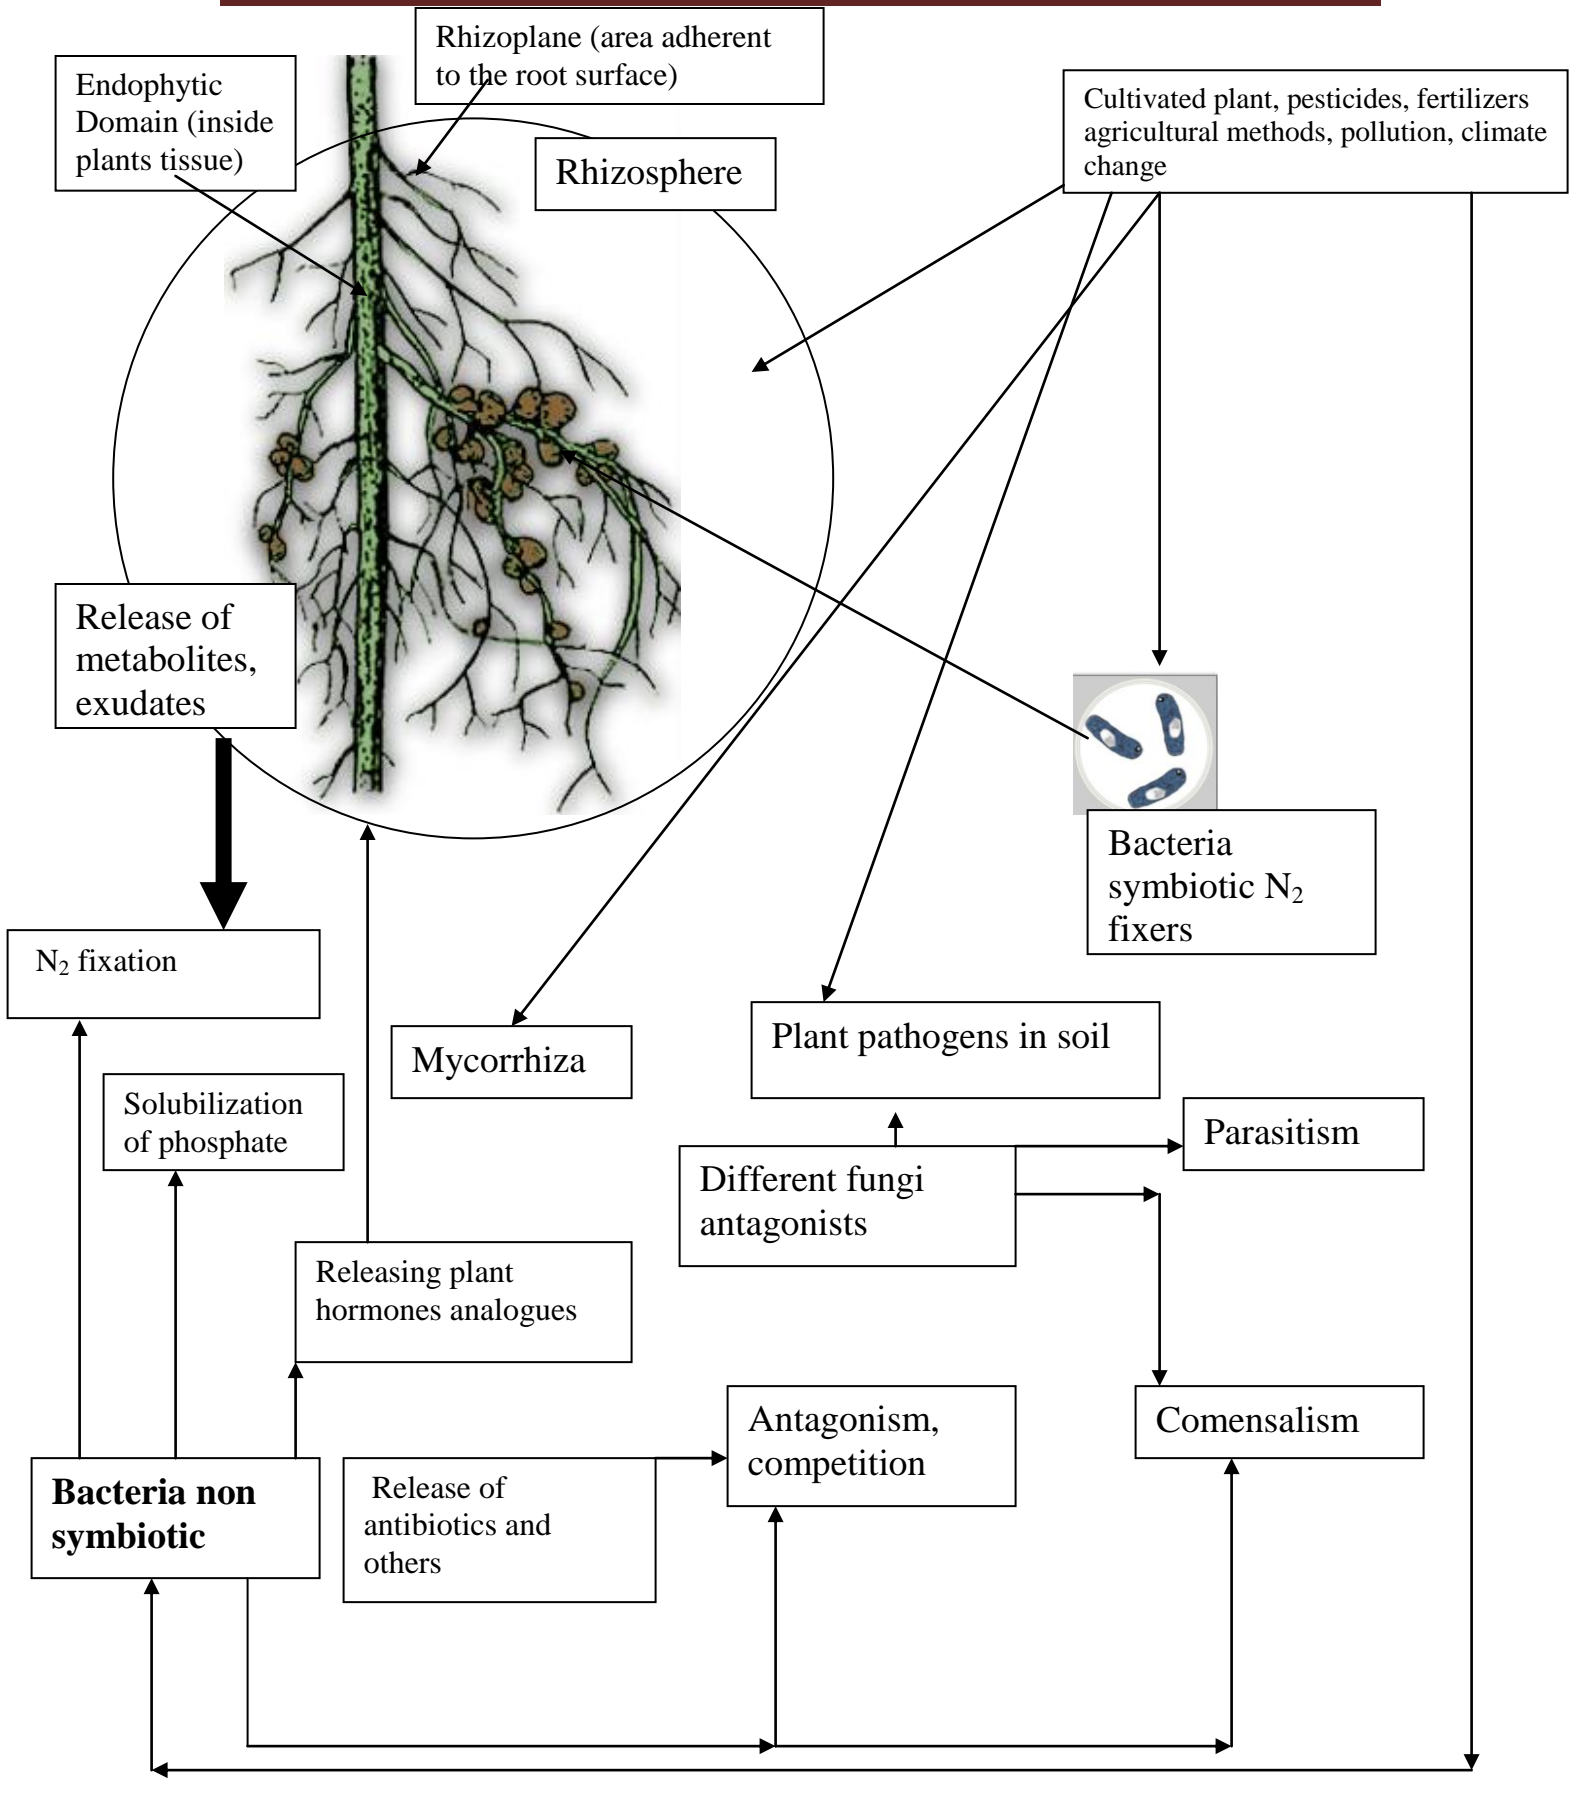 Rhizoplane (area adherent
to the root surface)
Endophytic
Domain (inside
plants tissue)
Cultivated plant, pesticides, fertilizers
agricultural methods, pollution, climate
change
Rhizosphere
Release of
metabolites,
exudates
Bacteria
symbiotic N₂
fixers
N₂ fixation
Mycorrhiza
Plant pathogens in soil
Solubilization
of phosphate
Parasitism
Different fungi
antagonists
Releasing plant
hormones analogues
Antagonism,
competition
Comensalism
Bacteria non
symbiotic
Release of
antibiotics and
others